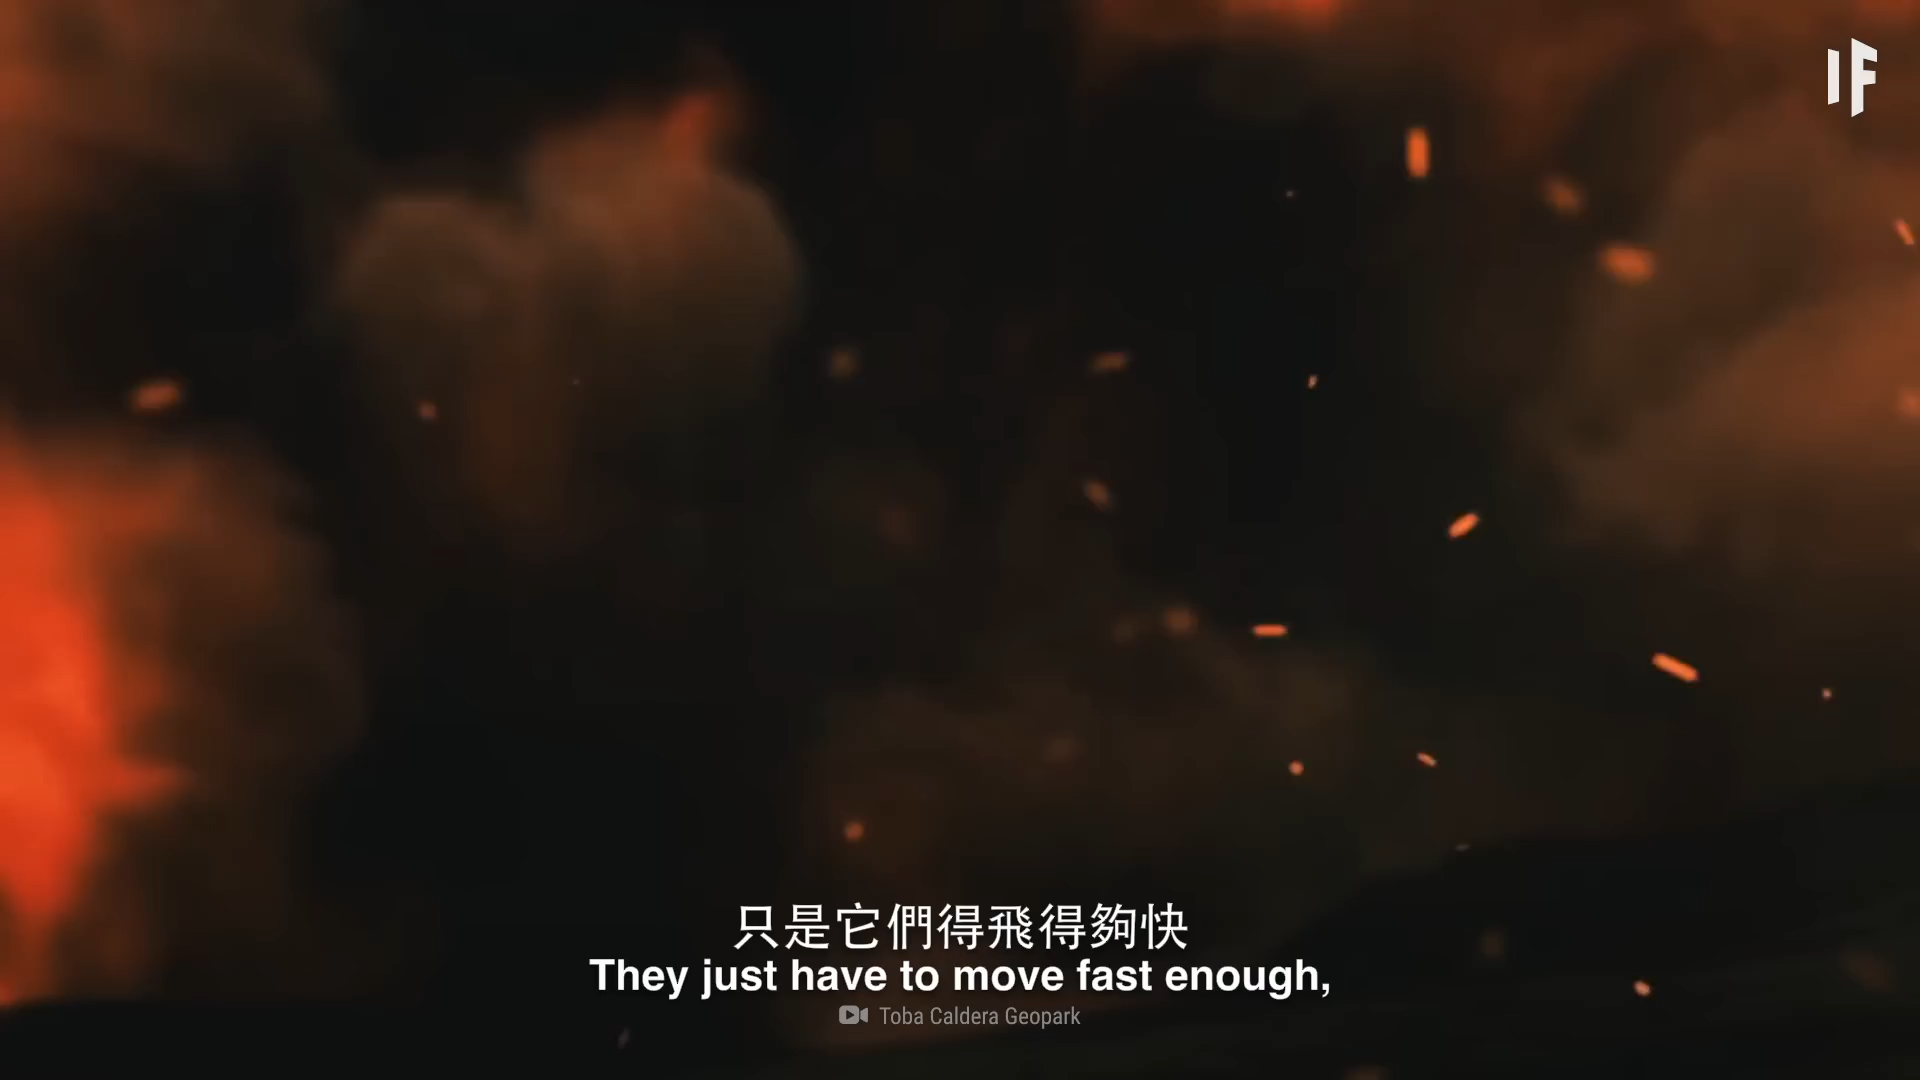 IF
只是它們得飛得夠快
They just have to move fast enough,
Toba Caldera Geopark